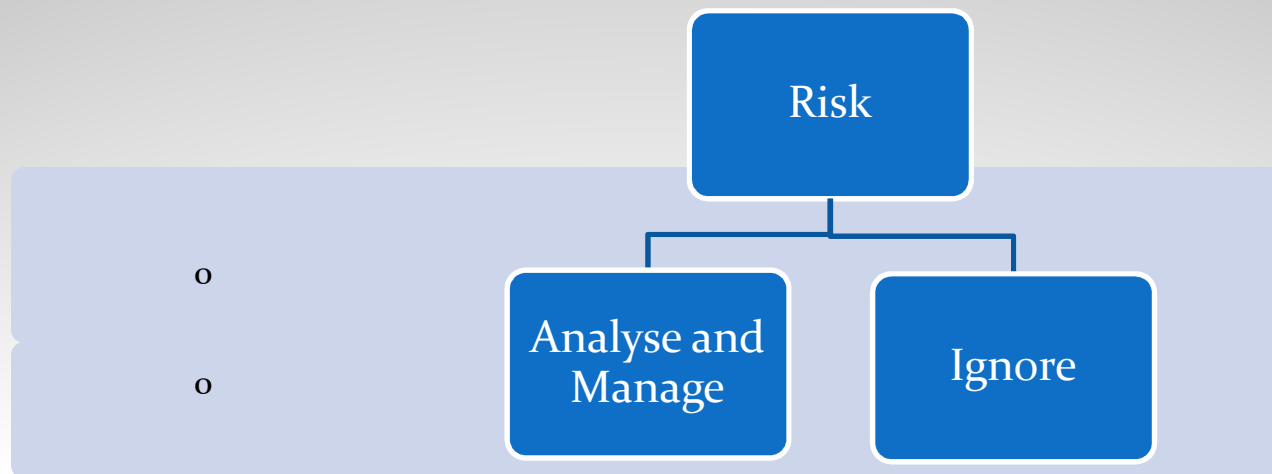 Risk
o
Analyse and
Manage
Ignore
o